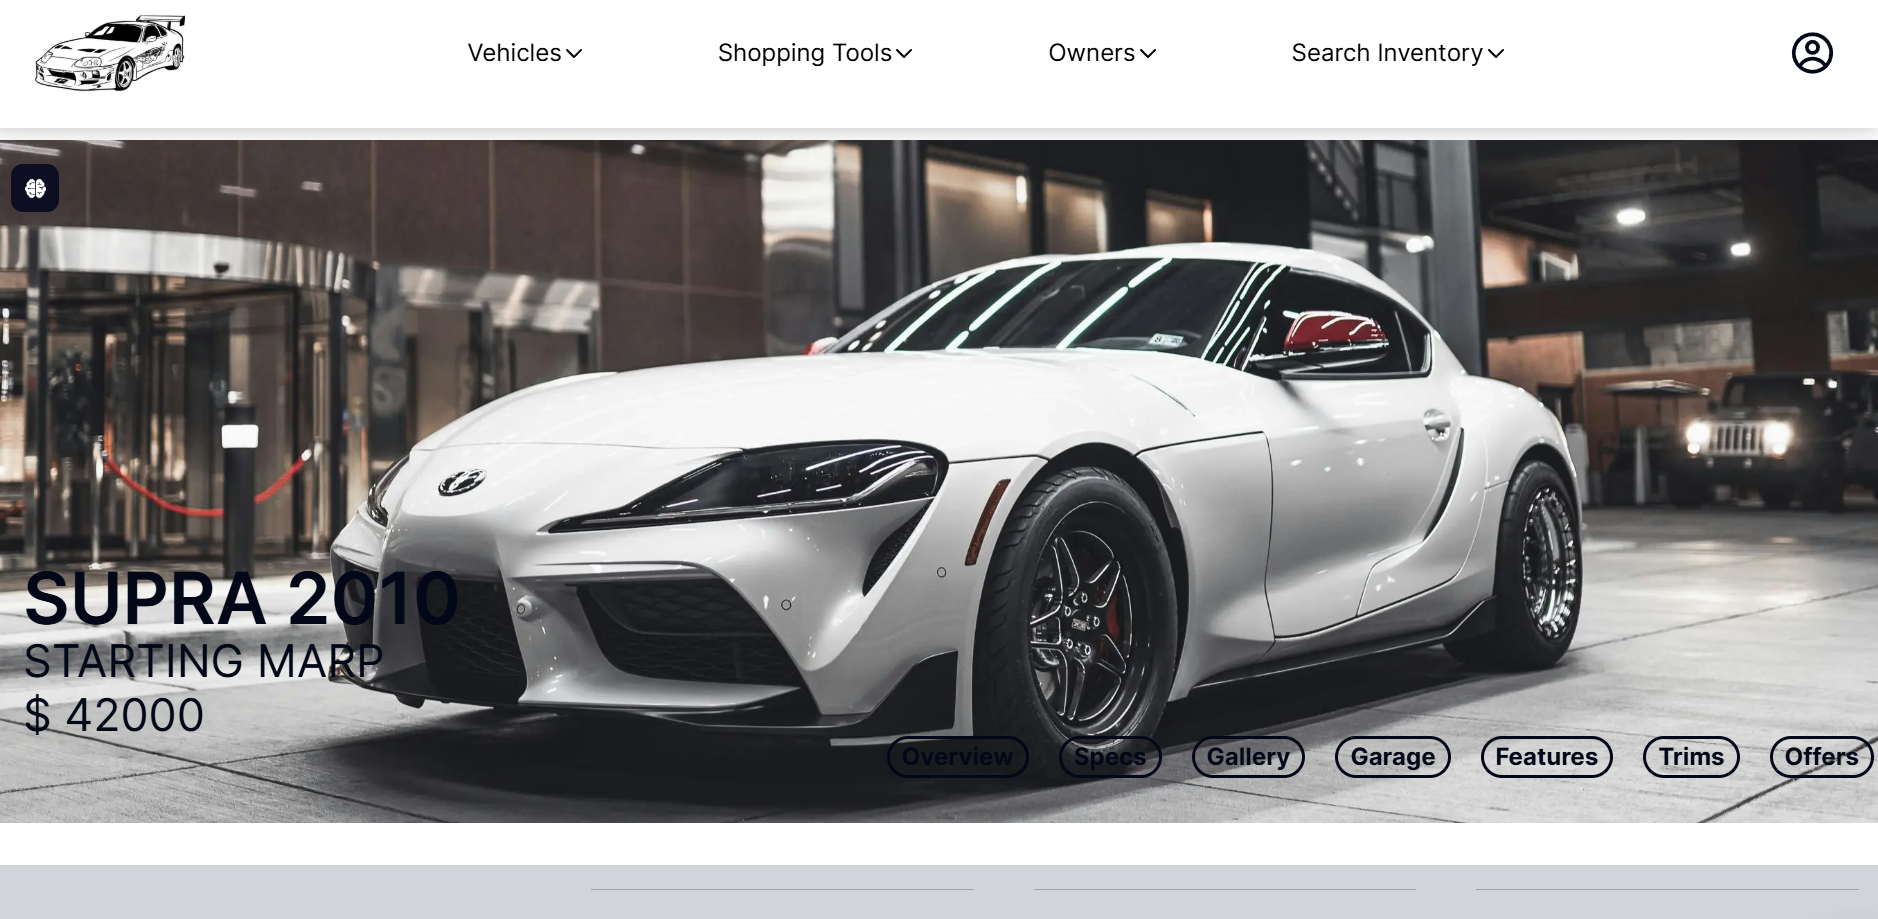 Vehicles
Shopping Tools
Owners
Search Inventory
SUPRA 2010
STARTING MARP
$ 42000
Overview
Specs
Gallery
Garage
Features
Trims
Offers